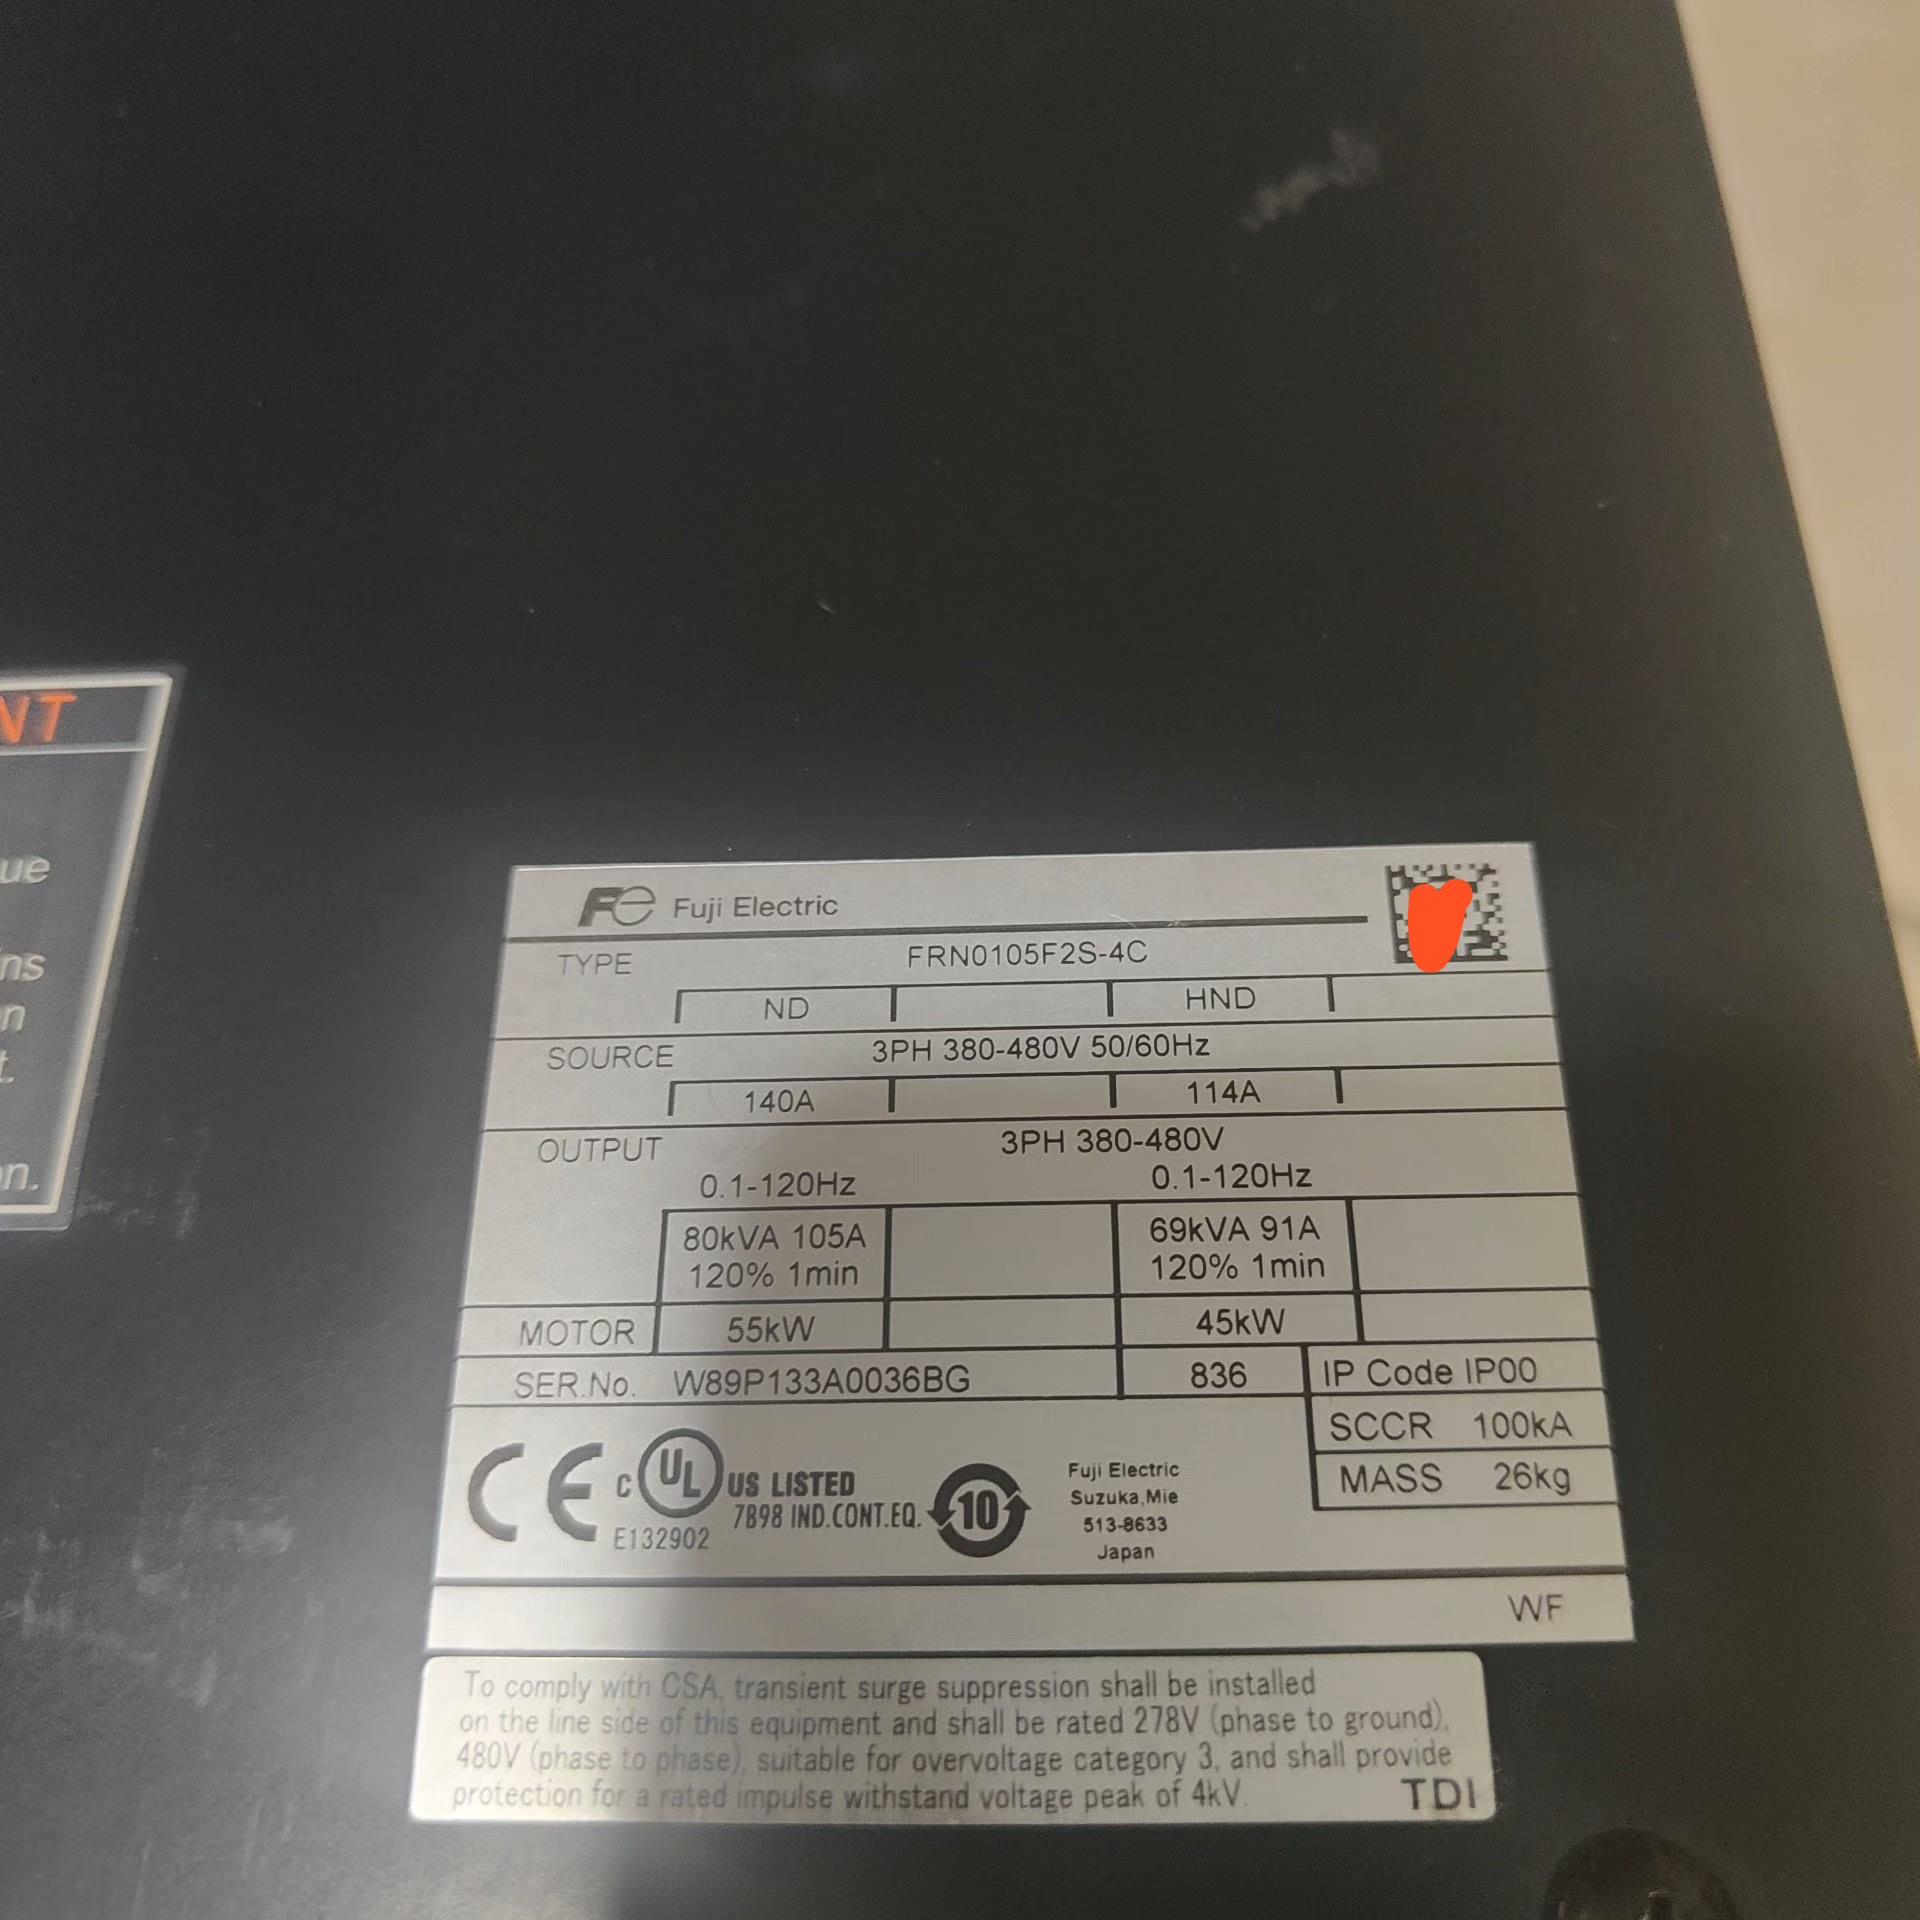 NT
ue
ns
n
t.
on.
Fe Fuji Electric
TYPE FRN0105F2S-4C
ND HND
SOURCE 3PH 380-480V 50/60Hz
140A 114A
OUTPUT 3PH 380-480V
0.1-120Hz 0.1-120Hz
80kVA 105A 69kVA 91A
120% 1min 120% 1min
MOTOR 55kW 45kW
SER.No. W89P133A0036BG 836 IP Code IP00
SCCR 100kA
MASS 26kg
CE c UL US LISTED
7B98 IND.CONT.EQ.
E132902
10
Fuji Electric
Suzuka,Mie
513-8633
Japan
WF
To comply with CSA, transient surge suppression shall be installed
on the line side of this equipment and shall be rated 278V (phase to ground),
480V (phase to phase), suitable for overvoltage category 3, and shall provide
protection for a rated impulse withstand voltage peak of 4kV.
TDI